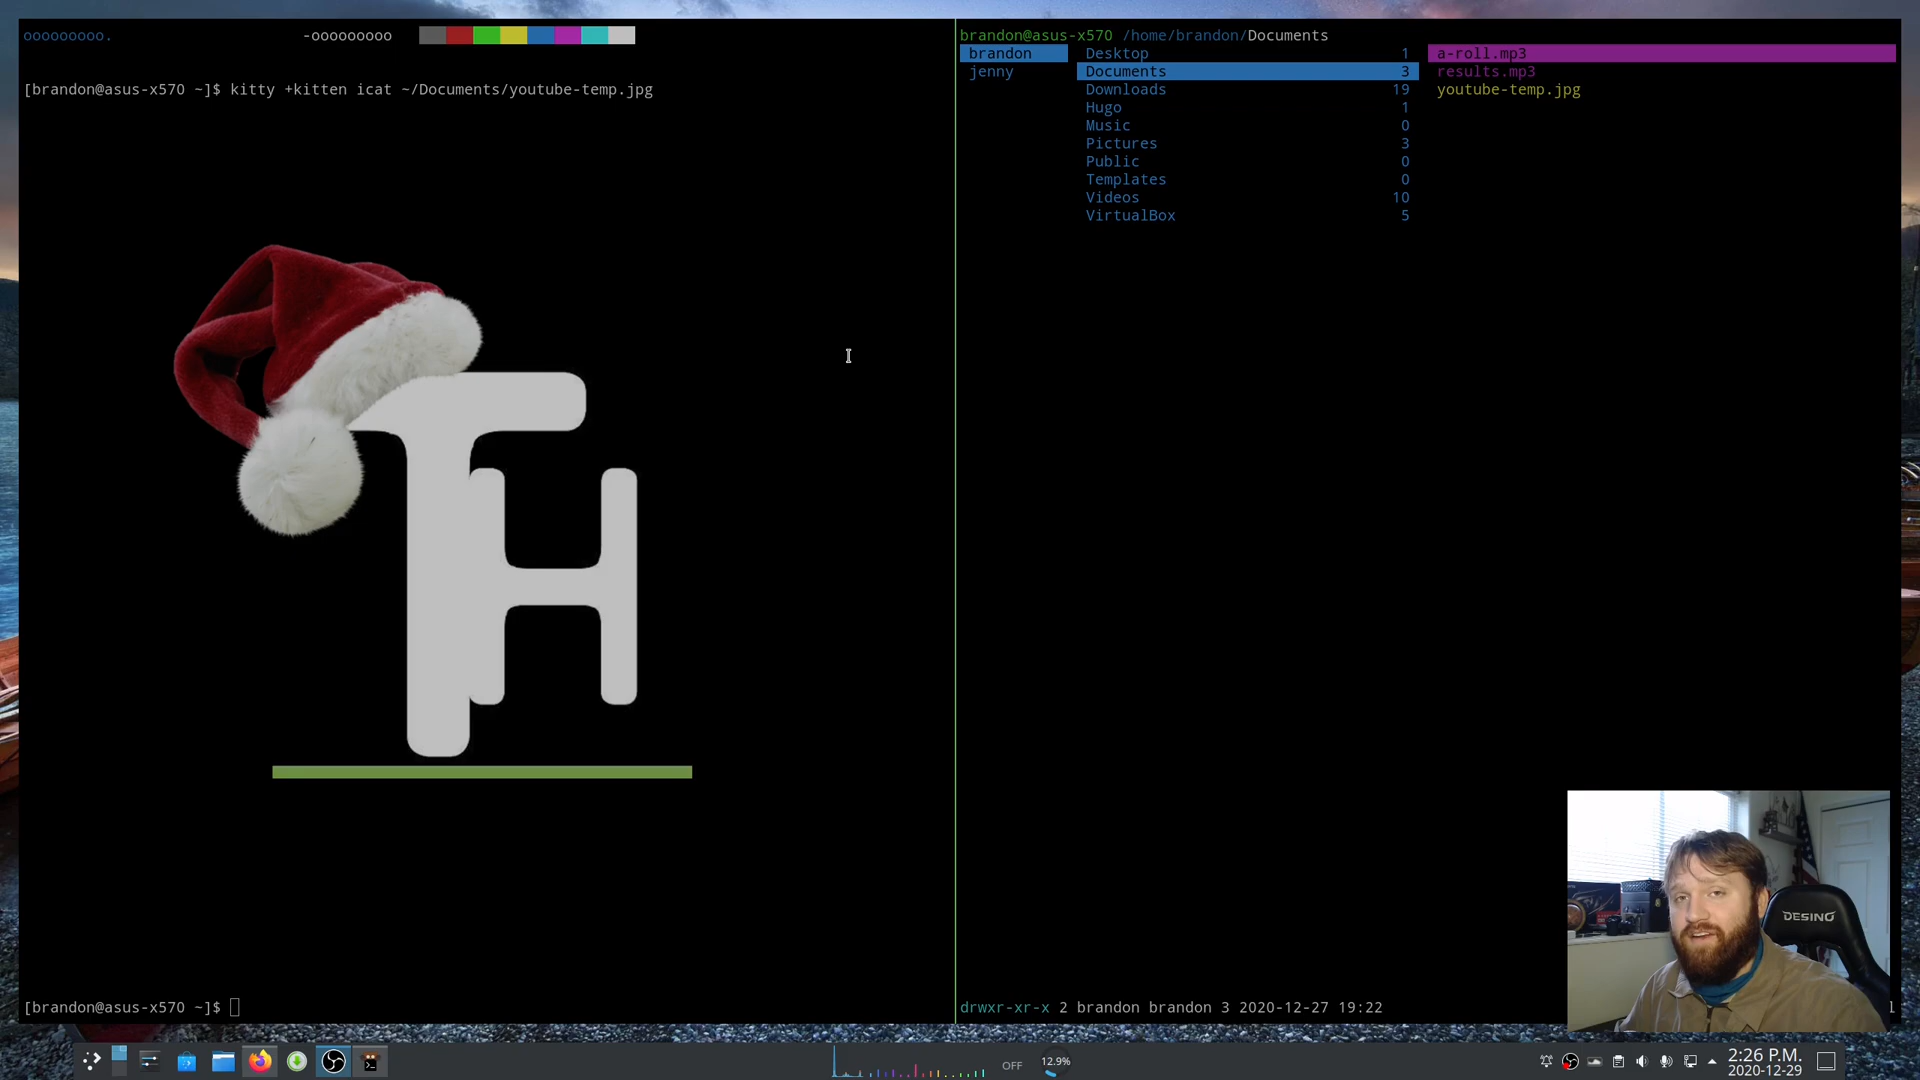 ooooooooo. -ooooooooo
[brandon@asus-x570 ~]$ kitty +kitten icat ~/Documents/youtube-temp.jpg
TH
[brandon@asus-x570 ~]$
brandon@asus-x570 /home/brandon/Documents
brandon Desktop 1 a-roll.mp3
jenny Documents 3 results.mp3
Downloads 19 youtube-temp.jpg
Hugo 1
Music 0
Pictures 3
Public 0
Templates 0
Videos 10
VirtualBox 5
DESINO
drwxr-xr-x 2 brandon brandon 3 2020-12-27 19:22
OFF 12.9% 2:26 P.M.
2020-12-29